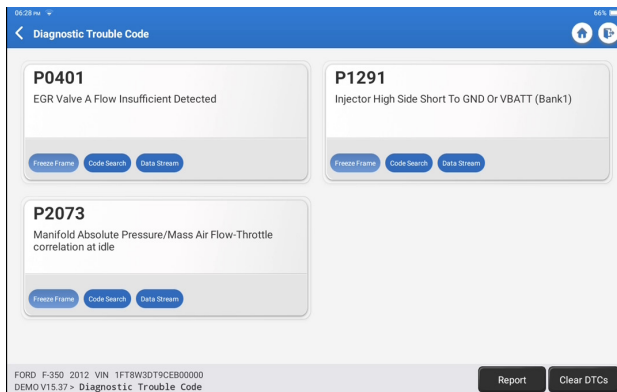 06:28 PM
66%
Diagnostic Trouble Code
P0401
EGR Valve A Flow Insufficient Detected
Freeze Frame Code Search Data Stream
P1291
Injector High Side Short To GND Or VBATT (Bank1)
Freeze Frame Code Search Data Stream
P2073
Manifold Absolute Pressure/Mass Air Flow-Throttle
correlation at idle
Freeze Frame Code Search Data Stream
FORD F-350 2012 VIN 1FT8W3DT9CEB00000
DEMO V15.37 > Diagnostic Trouble Code
Report
Clear DTCs